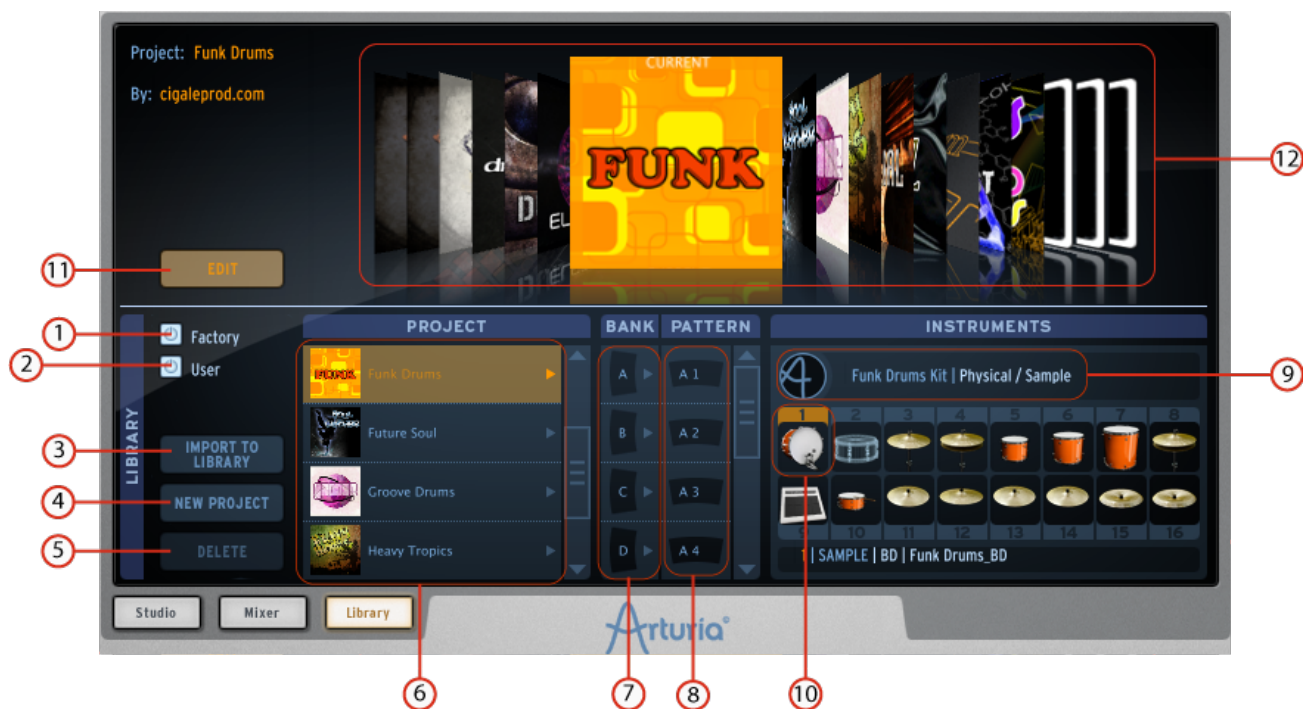 Project: Funk Drums
By: cigaleprod.com
CURRENT
FUNK
12
11
EDIT
LIBRARY
1
Factory
2
User
3
IMPORT TO
LIBRARY
4
NEW PROJECT
5
DELETE
PROJECT
Funk Drums
Future Soul
Groove Drums
Heavy Tropics
BANK
A
B
C
D
PATTERN
A 1
A 2
A 3
A 4
INSTRUMENTS
Funk Drums Kit | Physical / Sample
9
1 2 3 4 5 6 7 8
9 10 11 12 13 14 15 16
1 | SAMPLE | BD | Funk Drums_BD
Studio
Mixer
Library
Arturia©
6
7
8
10